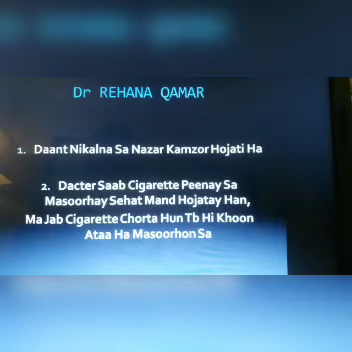 Dr REHANA QAMAR
1. Daant Nikalna Sa Nazar Kamzor Hojati Ha
2. Dacter Saab Cigarette Peenay Sa
Masoorhay Sehat Mand Hojatay Han,
Ma Jab Cigarette Chorta Hun Tb Hi Khoon
Ataa Ha Masoorhon Sa